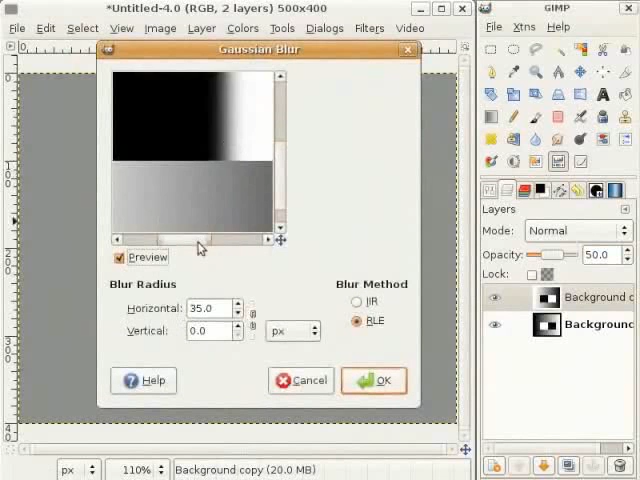 *Untitled-4.0 (RGB, 2 layers) 500x400
GIMP
File Edit Select View Image Layer Colors Tools Dialogs Filters Video
File Xtns Help
Gaussian Blur
Preview
Blur Radius
Blur Method
Horizontal: 35.0
IIR
Vertical: 0.0
px
RLE
Help
Cancel
OK
Layers
Mode: Normal
Opacity: 50.0
Lock:
Background c
Background
px
110%
Background copy (20.0 MB)